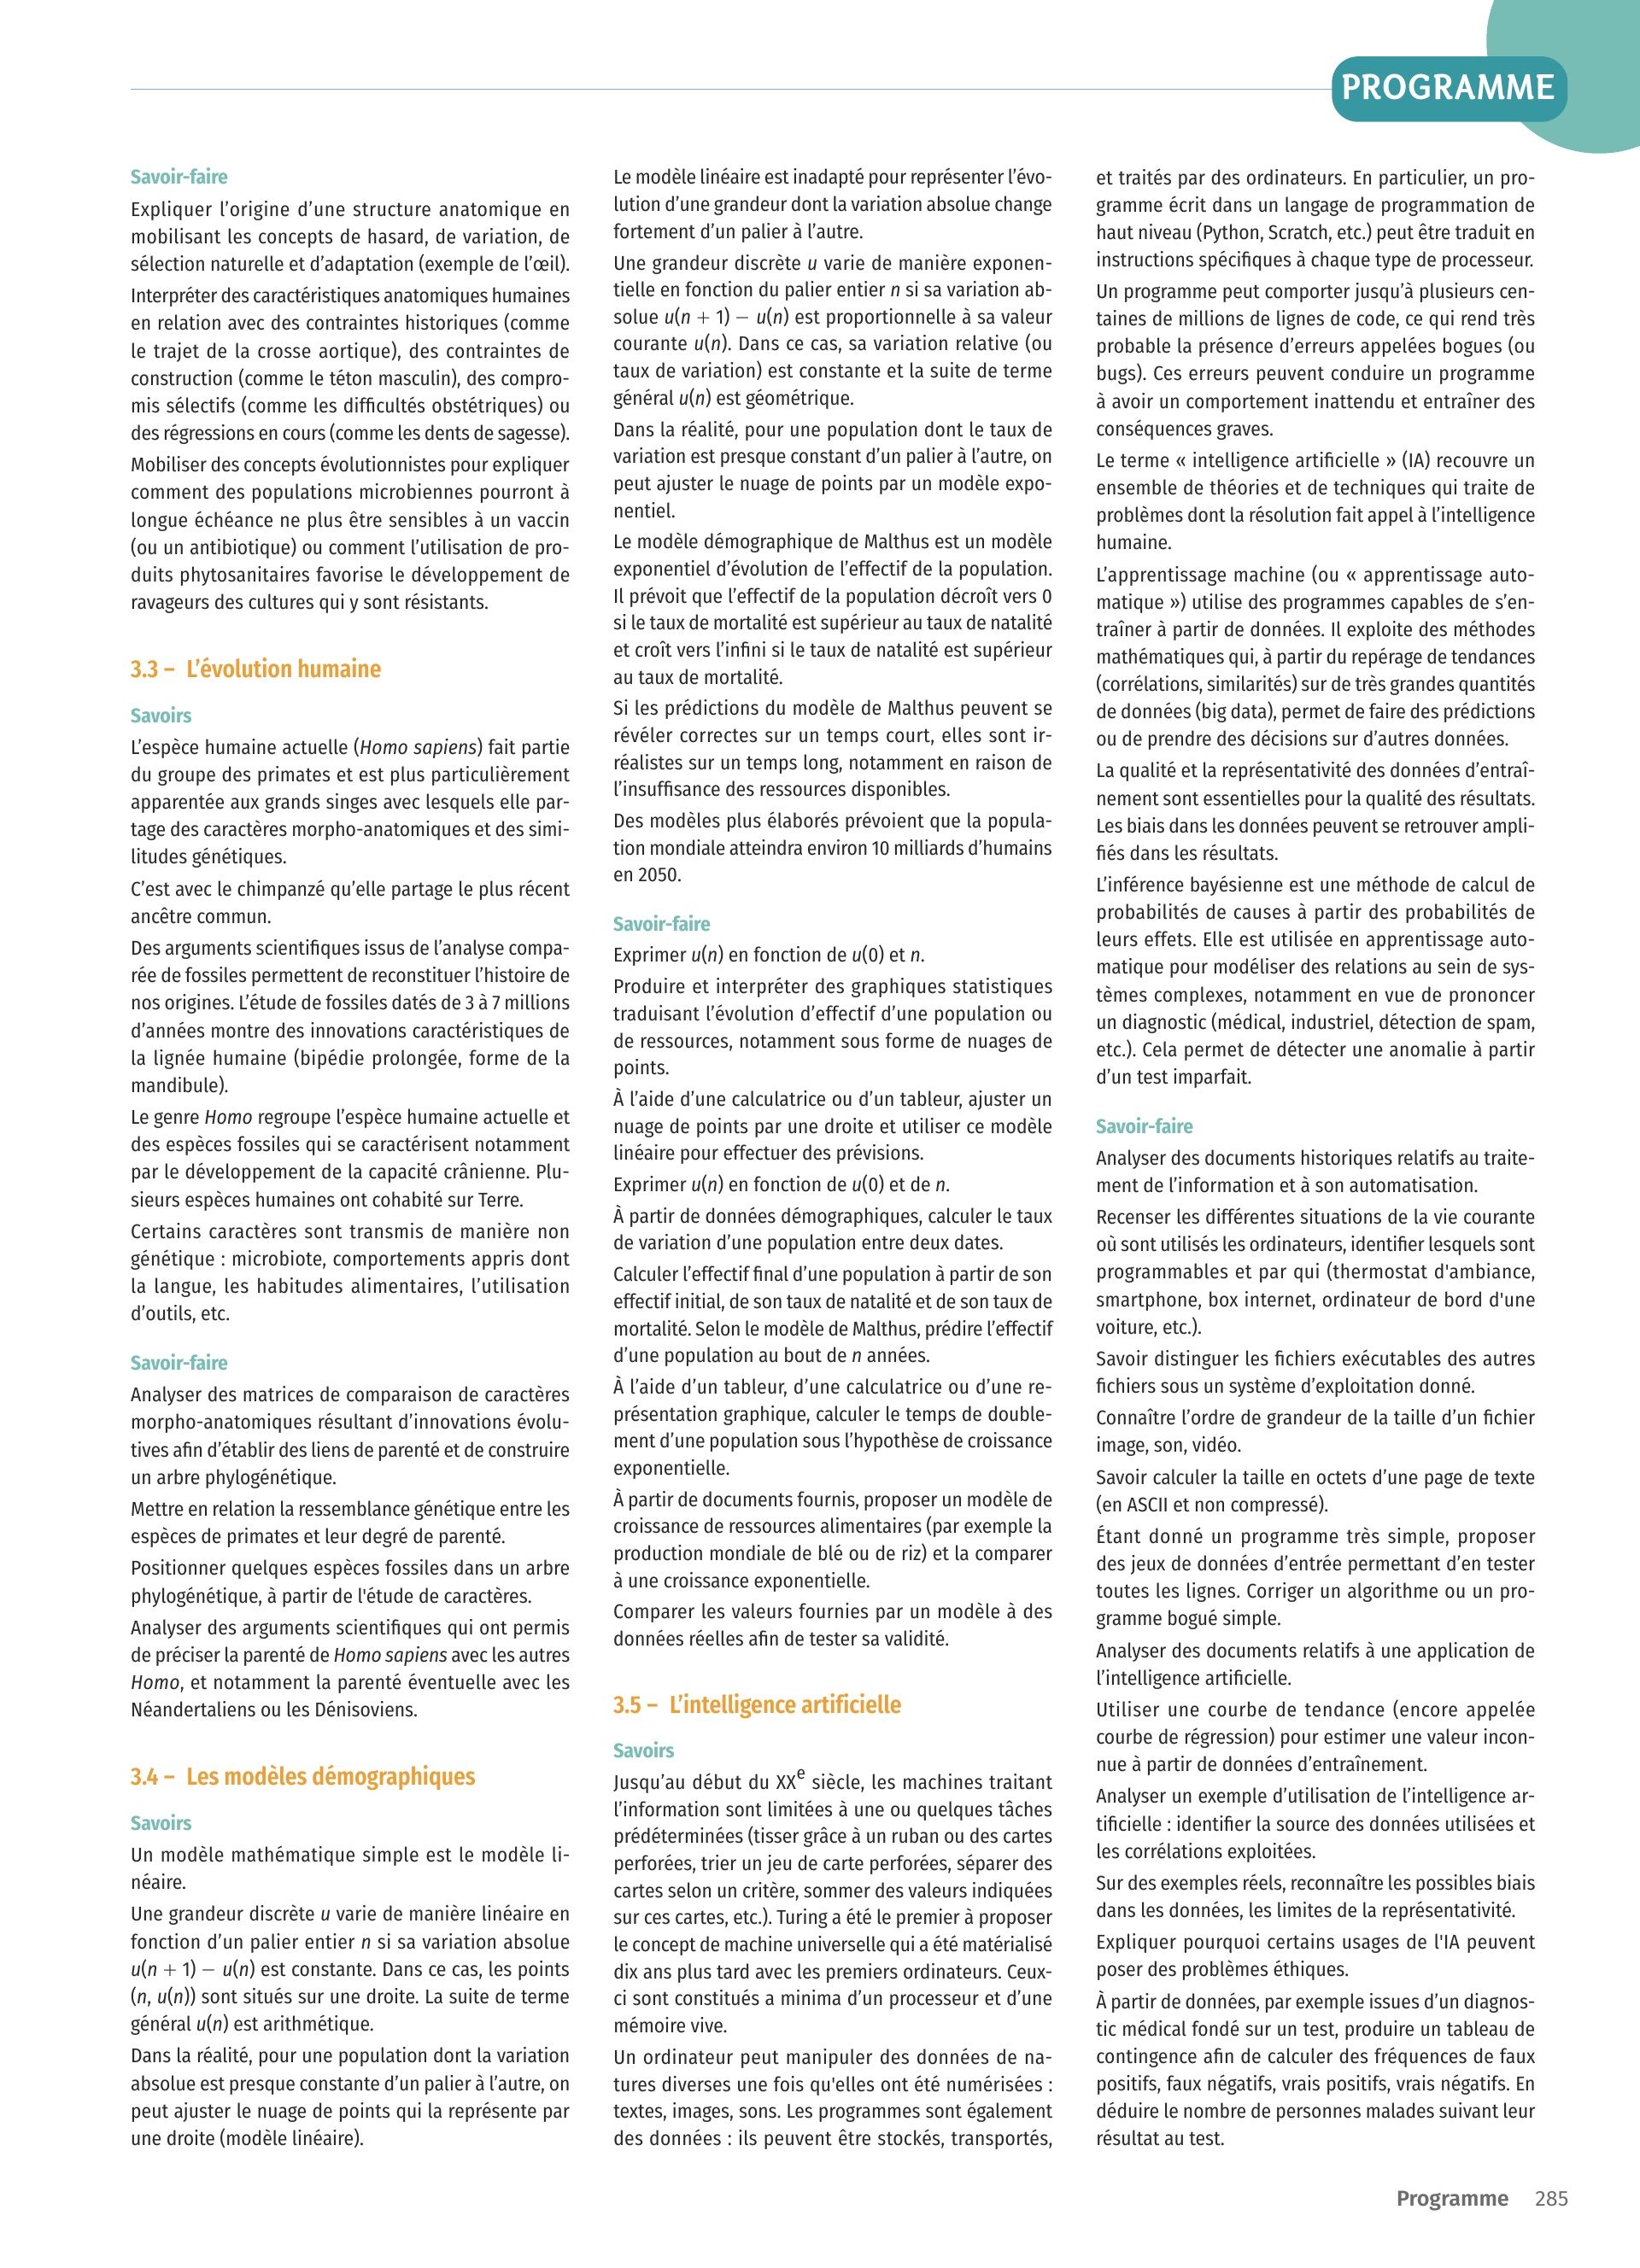 PROGRAMME
Savoir-faire
Expliquer l’origine d’une structure anatomique en
mobilisant les concepts de hasard, de variation, de
sélection naturelle et d’adaptation (exemple de l’œil).
Interpréter des caractéristiques anatomiques humaines
en relation avec des contraintes historiques (comme
le trajet de la crosse aortique), des contraintes de
construction (comme le téton masculin), des compro-
mis sélectifs (comme les difficultés obstétriques) ou
des régressions en cours (comme les dents de sagesse).
Mobiliser des concepts évolutionnistes pour expliquer
comment des populations microbiennes pourront à
longue échéance ne plus être sensibles à un vaccin
(ou un antibiotique) ou comment l’utilisation de pro-
duits phytosanitaires favorise le développement de
ravageurs des cultures qui y sont résistants.
3.3 – L’évolution humaine
Savoirs
L’espèce humaine actuelle (Homo sapiens) fait partie
du groupe des primates et est plus particulièrement
apparentée aux grands singes avec lesquels elle par-
tage des caractères morpho-anatomiques et des simi-
litudes génétiques.
C’est avec le chimpanzé qu’elle partage le plus récent
ancêtre commun.
Des arguments scientifiques issus de l’analyse compa-
rée de fossiles permettent de reconstituer l’histoire de
nos origines. L’étude de fossiles datés de 3 à 7 millions
d’années montre des innovations caractéristiques de
la lignée humaine (bipédie prolongée, forme de la
mandibule).
Le genre Homo regroupe l’espèce humaine actuelle et
des espèces fossiles qui se caractérisent notamment
par le développement de la capacité crânienne. Plu-
sieurs espèces humaines ont cohabité sur Terre.
Certains caractères sont transmis de manière non
génétique : microbiote, comportements appris dont
la langue, les habitudes alimentaires, l’utilisation
d’outils, etc.
Savoir-faire
Analyser des matrices de comparaison de caractères
morpho-anatomiques résultant d’innovations évolu-
tives afin d’établir des liens de parenté et de construire
un arbre phylogénétique.
Mettre en relation la ressemblance génétique entre les
espèces de primates et leur degré de parenté.
Positionner quelques espèces fossiles dans un arbre
phylogénétique, à partir de l'étude de caractères.
Analyser des arguments scientifiques qui ont permis
de préciser la parenté de Homo sapiens avec les autres
Homo, et notamment la parenté éventuelle avec les
Néandertaliens ou les Dénisoviens.
3.4 – Les modèles démographiques
Savoirs
Un modèle mathématique simple est le modèle li-
néaire.
Une grandeur discrète u varie de manière linéaire en
fonction d’un palier entier n si sa variation absolue
u(n + 1) − u(n) est constante. Dans ce cas, les points
(n, u(n)) sont situés sur une droite. La suite de terme
général u(n) est arithmétique.
Dans la réalité, pour une population dont la variation
absolue est presque constante d’un palier à l’autre, on
peut ajuster le nuage de points qui la représente par
une droite (modèle linéaire).
Le modèle linéaire est inadapté pour représenter l’évo-
lution d’une grandeur dont la variation absolue change
fortement d’un palier à l’autre.
Une grandeur discrète u varie de manière exponen-
tielle en fonction du palier entier n si sa variation ab-
solue u(n + 1) − u(n) est proportionnelle à sa valeur
courante u(n). Dans ce cas, sa variation relative (ou
taux de variation) est constante et la suite de terme
général u(n) est géométrique.
Dans la réalité, pour une population dont le taux de
variation est presque constant d’un palier à l’autre, on
peut ajuster le nuage de points par un modèle expo-
nentiel.
Le modèle démographique de Malthus est un modèle
exponentiel d’évolution de l’effectif de la population.
Il prévoit que l’effectif de la population décroît vers 0
si le taux de mortalité est supérieur au taux de natalité
et croît vers l’infini si le taux de natalité est supérieur
au taux de mortalité.
Si les prédictions du modèle de Malthus peuvent se
révéler correctes sur un temps court, elles sont ir-
réalistes sur un temps long, notamment en raison de
l’insuffisance des ressources disponibles.
Des modèles plus élaborés prévoient que la popula-
tion mondiale atteindra environ 10 milliards d’humains
en 2050.
Savoir-faire
Exprimer u(n) en fonction de u(0) et n.
Produire et interpréter des graphiques statistiques
traduisant l’évolution d’effectif d’une population ou
de ressources, notamment sous forme de nuages de
points.
À l’aide d’une calculatrice ou d’un tableur, ajuster un
nuage de points par une droite et utiliser ce modèle
linéaire pour effectuer des prévisions.
Exprimer u(n) en fonction de u(0) et de n.
À partir de données démographiques, calculer le taux
de variation d’une population entre deux dates.
Calculer l’effectif final d’une population à partir de son
effectif initial, de son taux de natalité et de son taux de
mortalité. Selon le modèle de Malthus, prédire l’effectif
d’une population au bout de n années.
À l’aide d’un tableur, d’une calculatrice ou d’une re-
présentation graphique, calculer le temps de double-
ment d’une population sous l’hypothèse de croissance
exponentielle.
À partir de documents fournis, proposer un modèle de
croissance de ressources alimentaires (par exemple la
production mondiale de blé ou de riz) et la comparer
à une croissance exponentielle.
Comparer les valeurs fournies par un modèle à des
données réelles afin de tester sa validité.
3.5 – L’intelligence artificielle
Savoirs
Jusqu’au début du XXe siècle, les machines traitant
l’information sont limitées à une ou quelques tâches
prédéterminées (tisser grâce à un ruban ou des cartes
perforées, trier un jeu de carte perforées, séparer des
cartes selon un critère, sommer des valeurs indiquées
sur ces cartes, etc.). Turing a été le premier à proposer
le concept de machine universelle qui a été matérialisé
dix ans plus tard avec les premiers ordinateurs. Ceux-
ci sont constitués a minima d’un processeur et d’une
mémoire vive.
Un ordinateur peut manipuler des données de na-
tures diverses une fois qu'elles ont été numérisées :
textes, images, sons. Les programmes sont également
des données : ils peuvent être stockés, transportés,
et traités par des ordinateurs. En particulier, un pro-
gramme écrit dans un langage de programmation de
haut niveau (Python, Scratch, etc.) peut être traduit en
instructions spécifiques à chaque type de processeur.
Un programme peut comporter jusqu’à plusieurs cen-
taines de millions de lignes de code, ce qui rend très
probable la présence d’erreurs appelées bogues (ou
bugs). Ces erreurs peuvent conduire un programme
à avoir un comportement inattendu et entraîner des
conséquences graves.
Le terme « intelligence artificielle » (IA) recouvre un
ensemble de théories et de techniques qui traite de
problèmes dont la résolution fait appel à l’intelligence
humaine.
L’apprentissage machine (ou « apprentissage auto-
matique ») utilise des programmes capables de s’en-
traîner à partir de données. Il exploite des méthodes
mathématiques qui, à partir du repérage de tendances
(corrélations, similarités) sur de très grandes quantités
de données (big data), permet de faire des prédictions
ou de prendre des décisions sur d’autres données.
La qualité et la représentativité des données d’entraî-
nement sont essentielles pour la qualité des résultats.
Les biais dans les données peuvent se retrouver ampli-
fiés dans les résultats.
L’inférence bayésienne est une méthode de calcul de
probabilités de causes à partir des probabilités de
leurs effets. Elle est utilisée en apprentissage auto-
matique pour modéliser des relations au sein de sys-
tèmes complexes, notamment en vue de prononcer
un diagnostic (médical, industriel, détection de spam,
etc.). Cela permet de détecter une anomalie à partir
d’un test imparfait.
Savoir-faire
Analyser des documents historiques relatifs au traite-
ment de l’information et à son automatisation.
Recenser les différentes situations de la vie courante
où sont utilisés les ordinateurs, identifier lesquels sont
programmables et par qui (thermostat d'ambiance,
smartphone, box internet, ordinateur de bord d'une
voiture, etc.).
Savoir distinguer les fichiers exécutables des autres
fichiers sous un système d’exploitation donné.
Connaître l’ordre de grandeur de la taille d’un fichier
image, son, vidéo.
Savoir calculer la taille en octets d’une page de texte
(en ASCII et non compressé).
Étant donné un programme très simple, proposer
des jeux de données d’entrée permettant d’en tester
toutes les lignes. Corriger un algorithme ou un pro-
gramme bogué simple.
Analyser des documents relatifs à une application de
l’intelligence artificielle.
Utiliser une courbe de tendance (encore appelée
courbe de régression) pour estimer une valeur incon-
nue à partir de données d’entraînement.
Analyser un exemple d’utilisation de l’intelligence ar-
tificielle : identifier la source des données utilisées et
les corrélations exploitées.
Sur des exemples réels, reconnaître les possibles biais
dans les données, les limites de la représentativité.
Expliquer pourquoi certains usages de l'IA peuvent
poser des problèmes éthiques.
À partir de données, par exemple issues d’un diagnos-
tic médical fondé sur un test, produire un tableau de
contingence afin de calculer des fréquences de faux
positifs, faux négatifs, vrais positifs, vrais négatifs. En
déduire le nombre de personnes malades suivant leur
résultat au test.
Programme 285